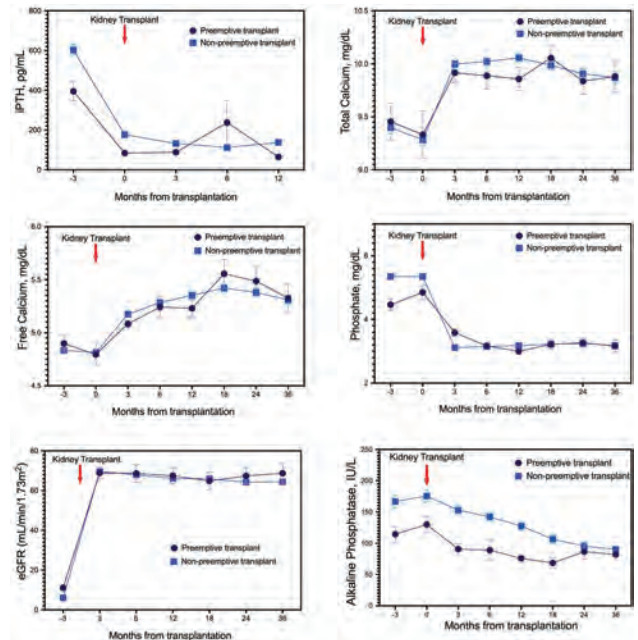 Kidney Transplant
Preemptive transplant
Non-preemptive transplant
iPTH, pg/mL
800
600
400
200
0
-3 0 3 6 12
Months from transplantation
Kidney Transplant
Preemptive transplant
Non-preemptive transplant
Total Calcium, mg/dL
10.5
10.0
9.5
9.0
-3 0 3 6 12 18 24 36
Months from transplantation
Kidney Transplant
Preemptive transplant
Non-preemptive transplant
Free Calcium, mg/dL
6.0
5.5
5.0
4.5
-3 0 3 6 12 18 24 36
Months from transplantation
Kidney Transplant
Preemptive transplant
Non-preemptive transplant
Phosphate, mg/dL
6
4
2
-3 0 3 6 12 18 24 36
Months from transplantation
Kidney Transplant
Preemptive transplant
Non-preemptive transplant
eGFR (mL/min/1.73m²)
80
60
40
20
0
-3 3 6 12 18 24 36
Months from transplantation
Kidney Transplant
Preemptive transplant
Non-preemptive transplant
Alkaline Phosphatase, IU/L
200
150
100
50
0
-3 0 3 6 12 18 24 36
Months from transplantation